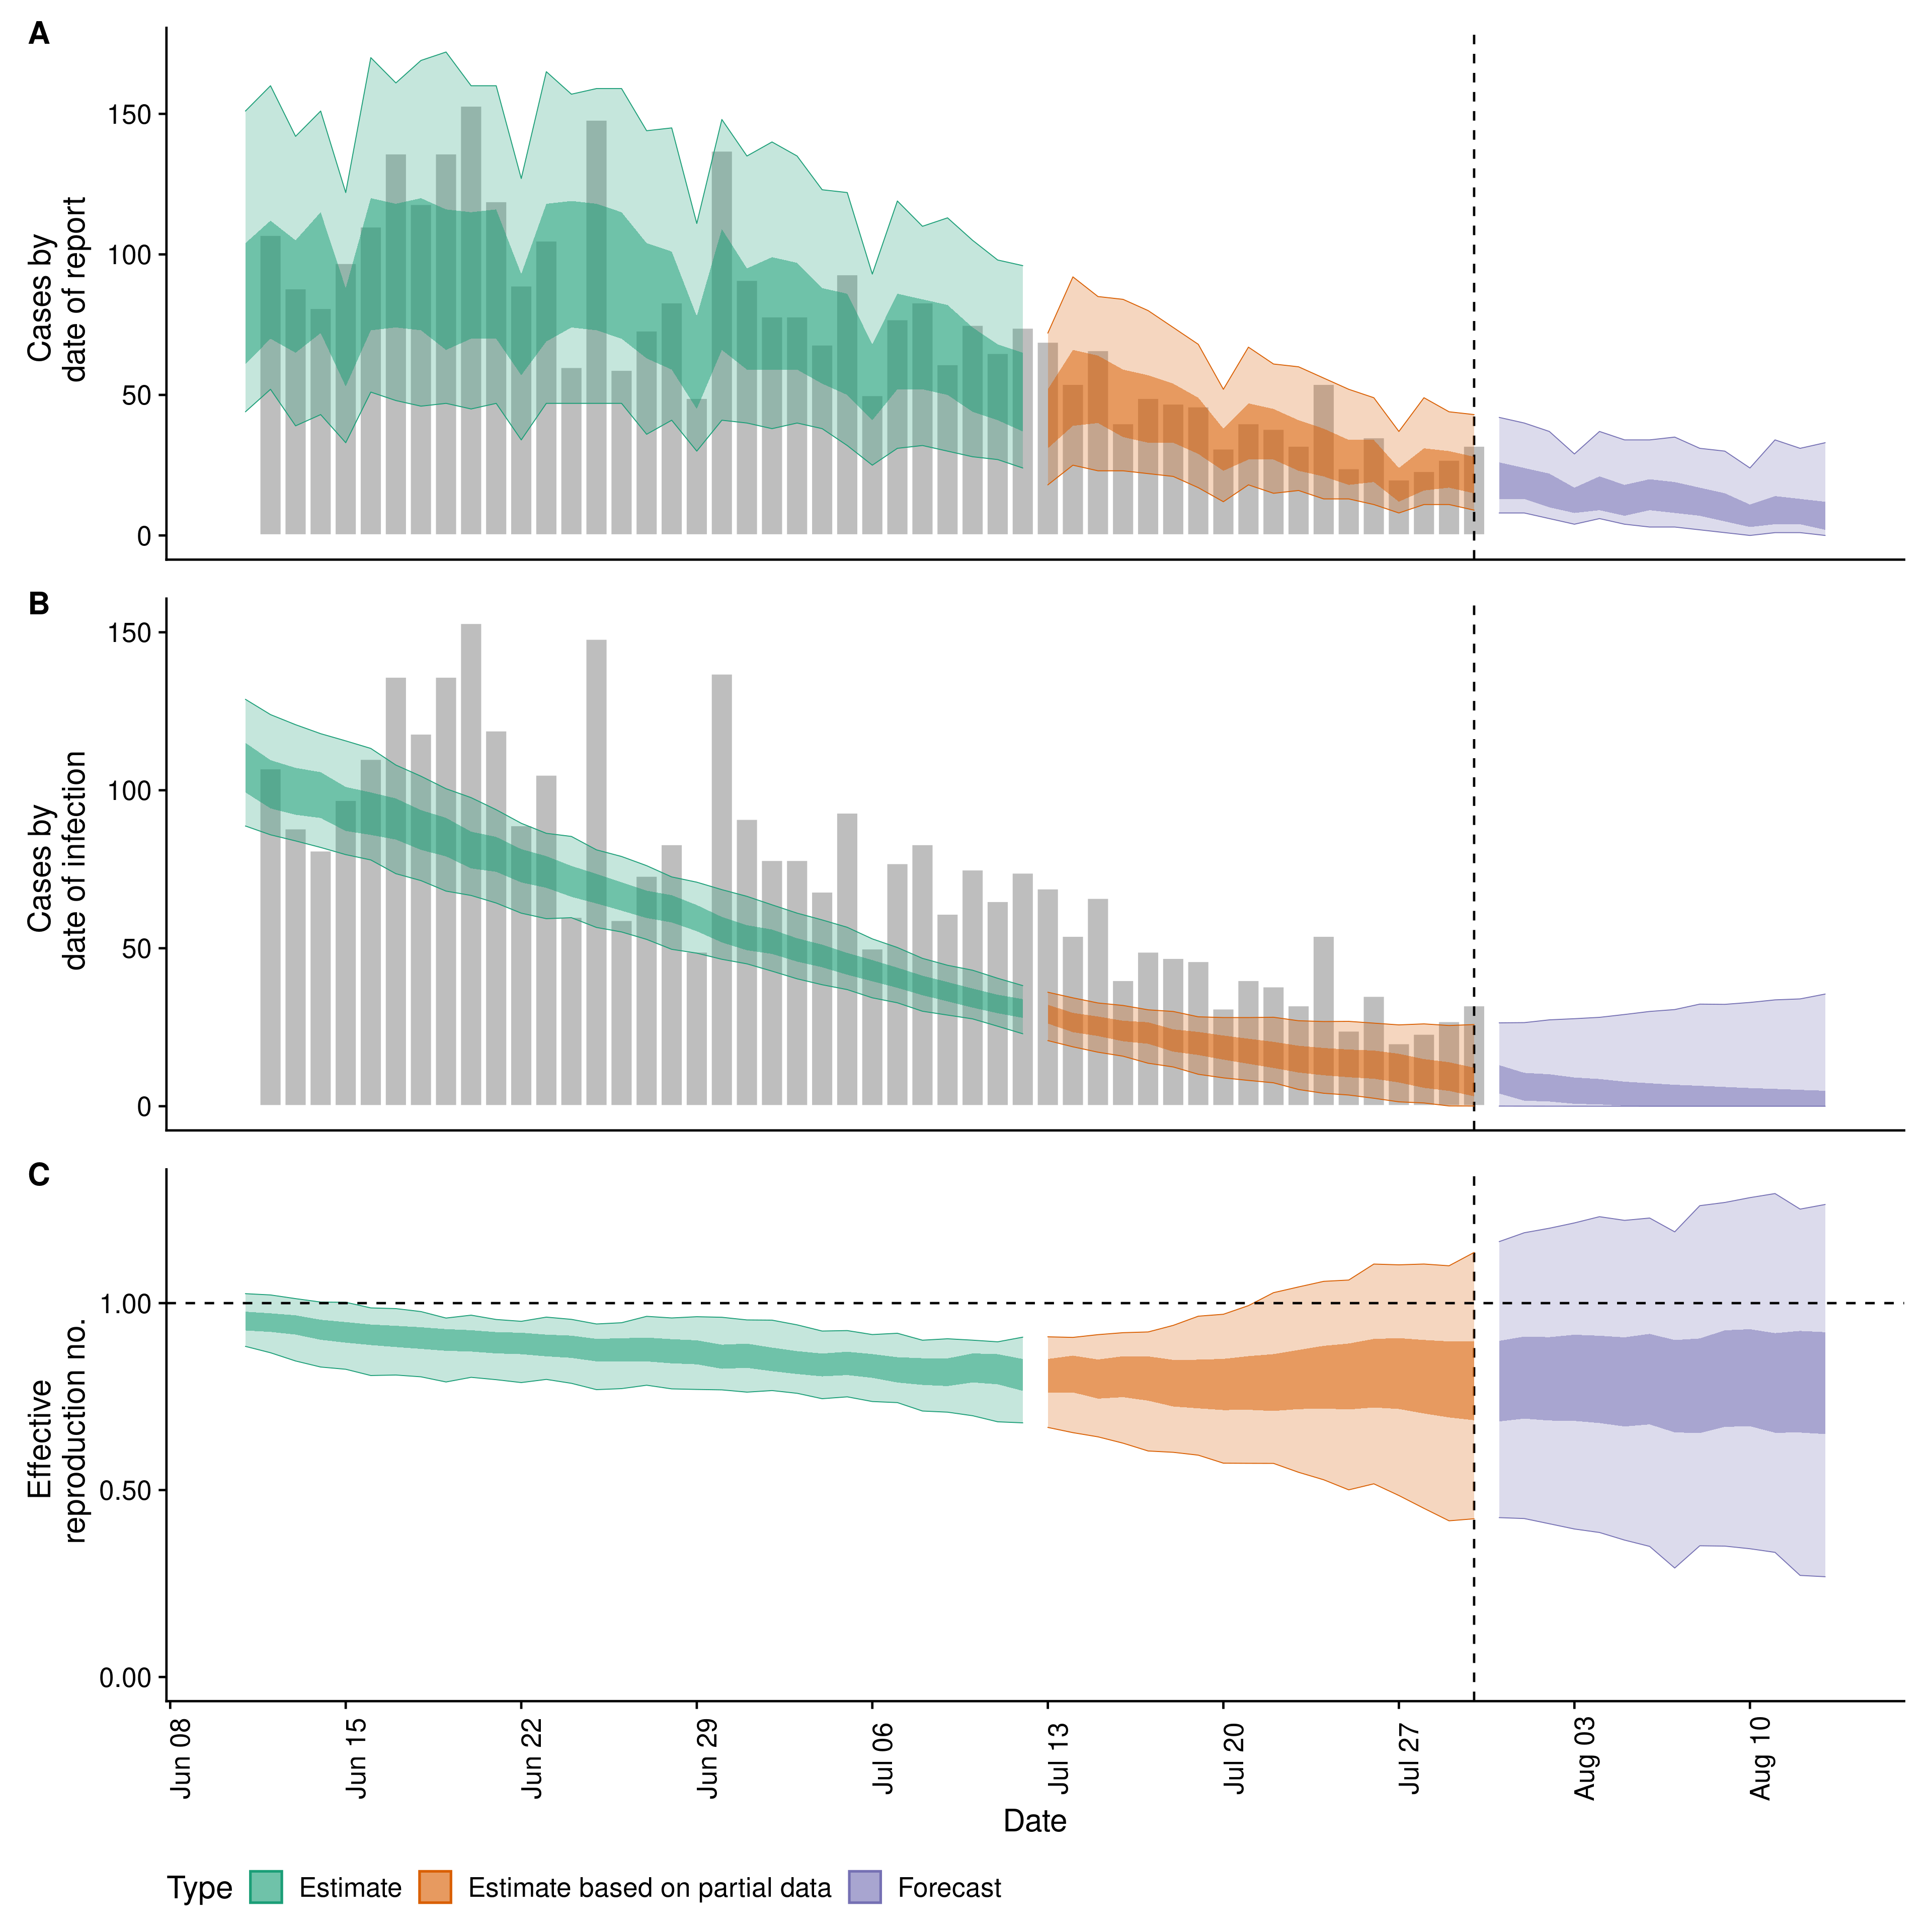 A
Cases by
date of report
150
100
50
0
B
Cases by
date of infection
150
100
50
0
C
Effective
reproduction no.
1.00
0.50
0.00
Jun 08
Jun 15
Jun 22
Jun 29
Jul 06
Jul 13
Jul 20
Jul 27
Aug 03
Aug 10
Date
Type Estimate Estimate based on partial data Forecast